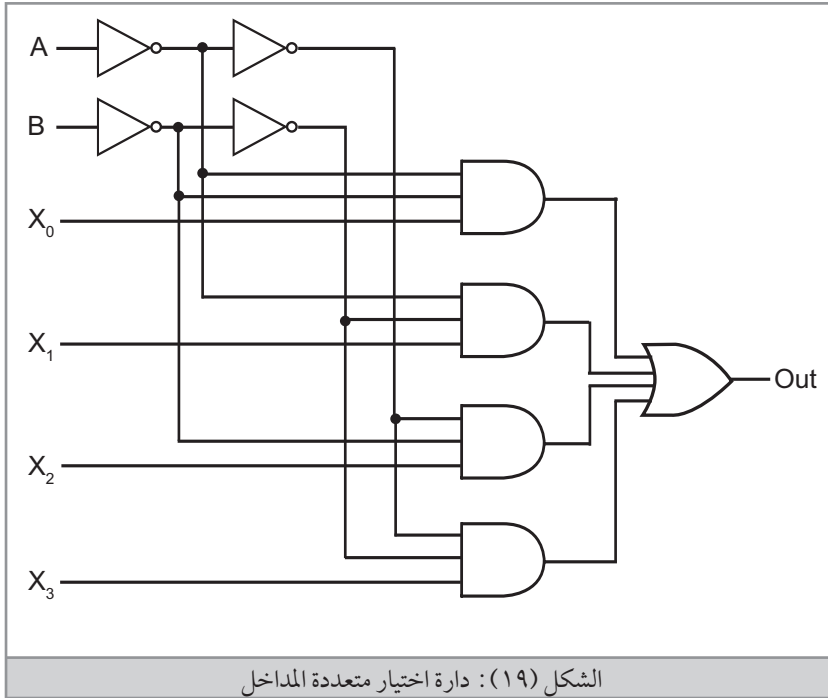 A
B
X₀
X₁
X₂
X₃
Out
الشكل (١٩): دارة اختيار متعددة المداخل